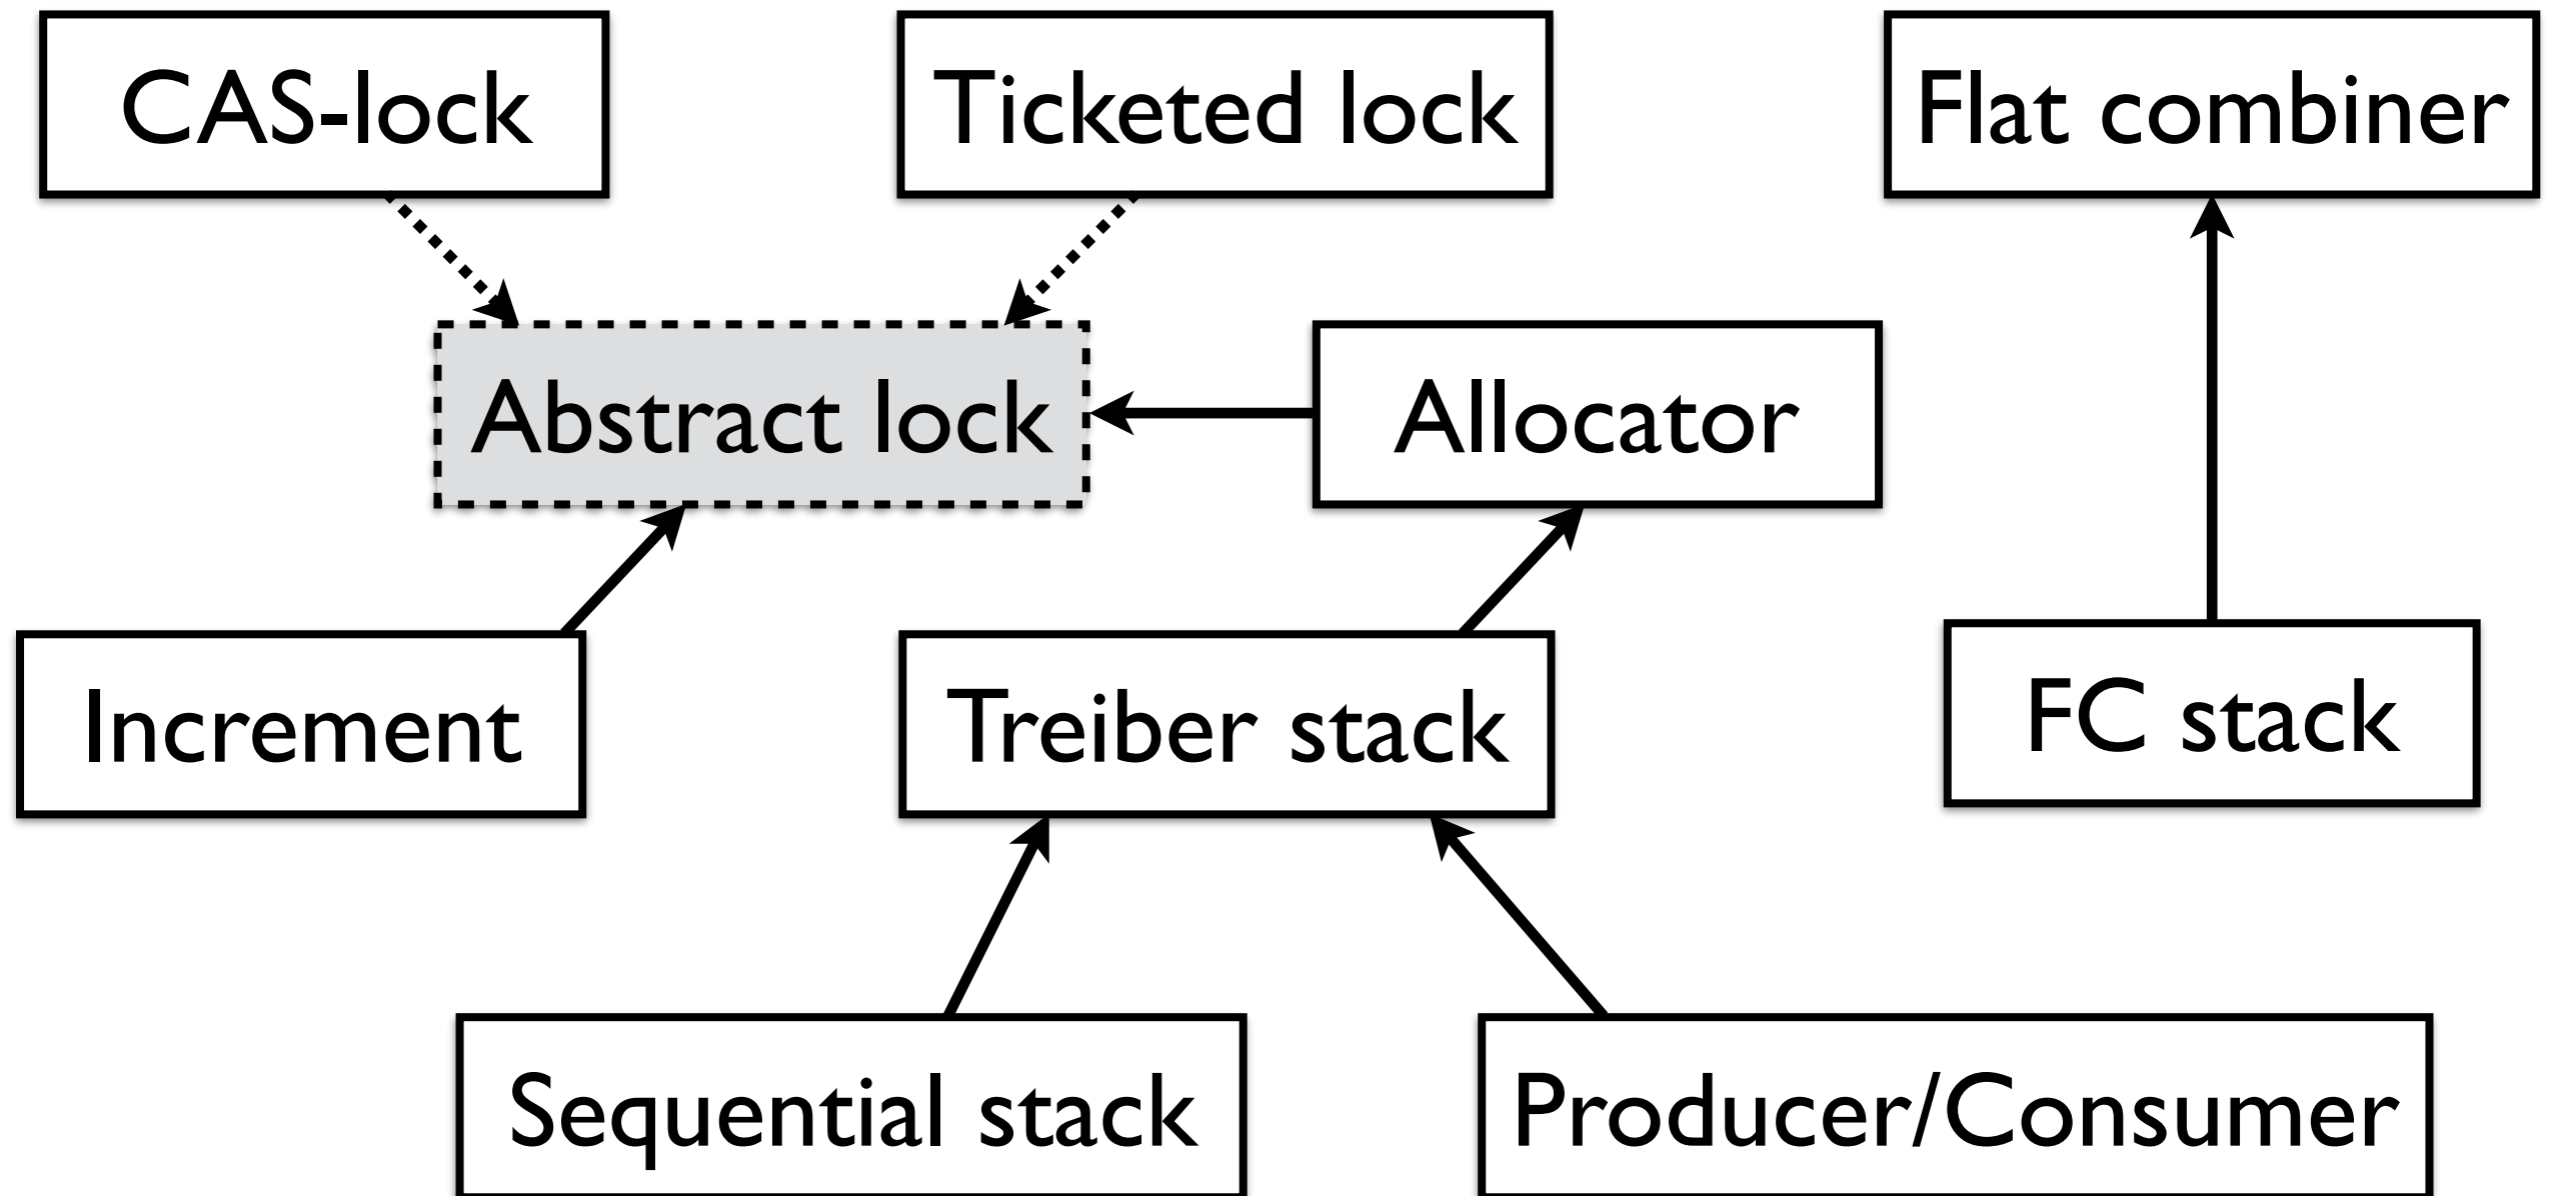 CAS-lock
Ticketed lock
Flat combiner
Abstract lock
Allocator
Increment
Treiber stack
FC stack
Sequential stack
Producer/Consumer